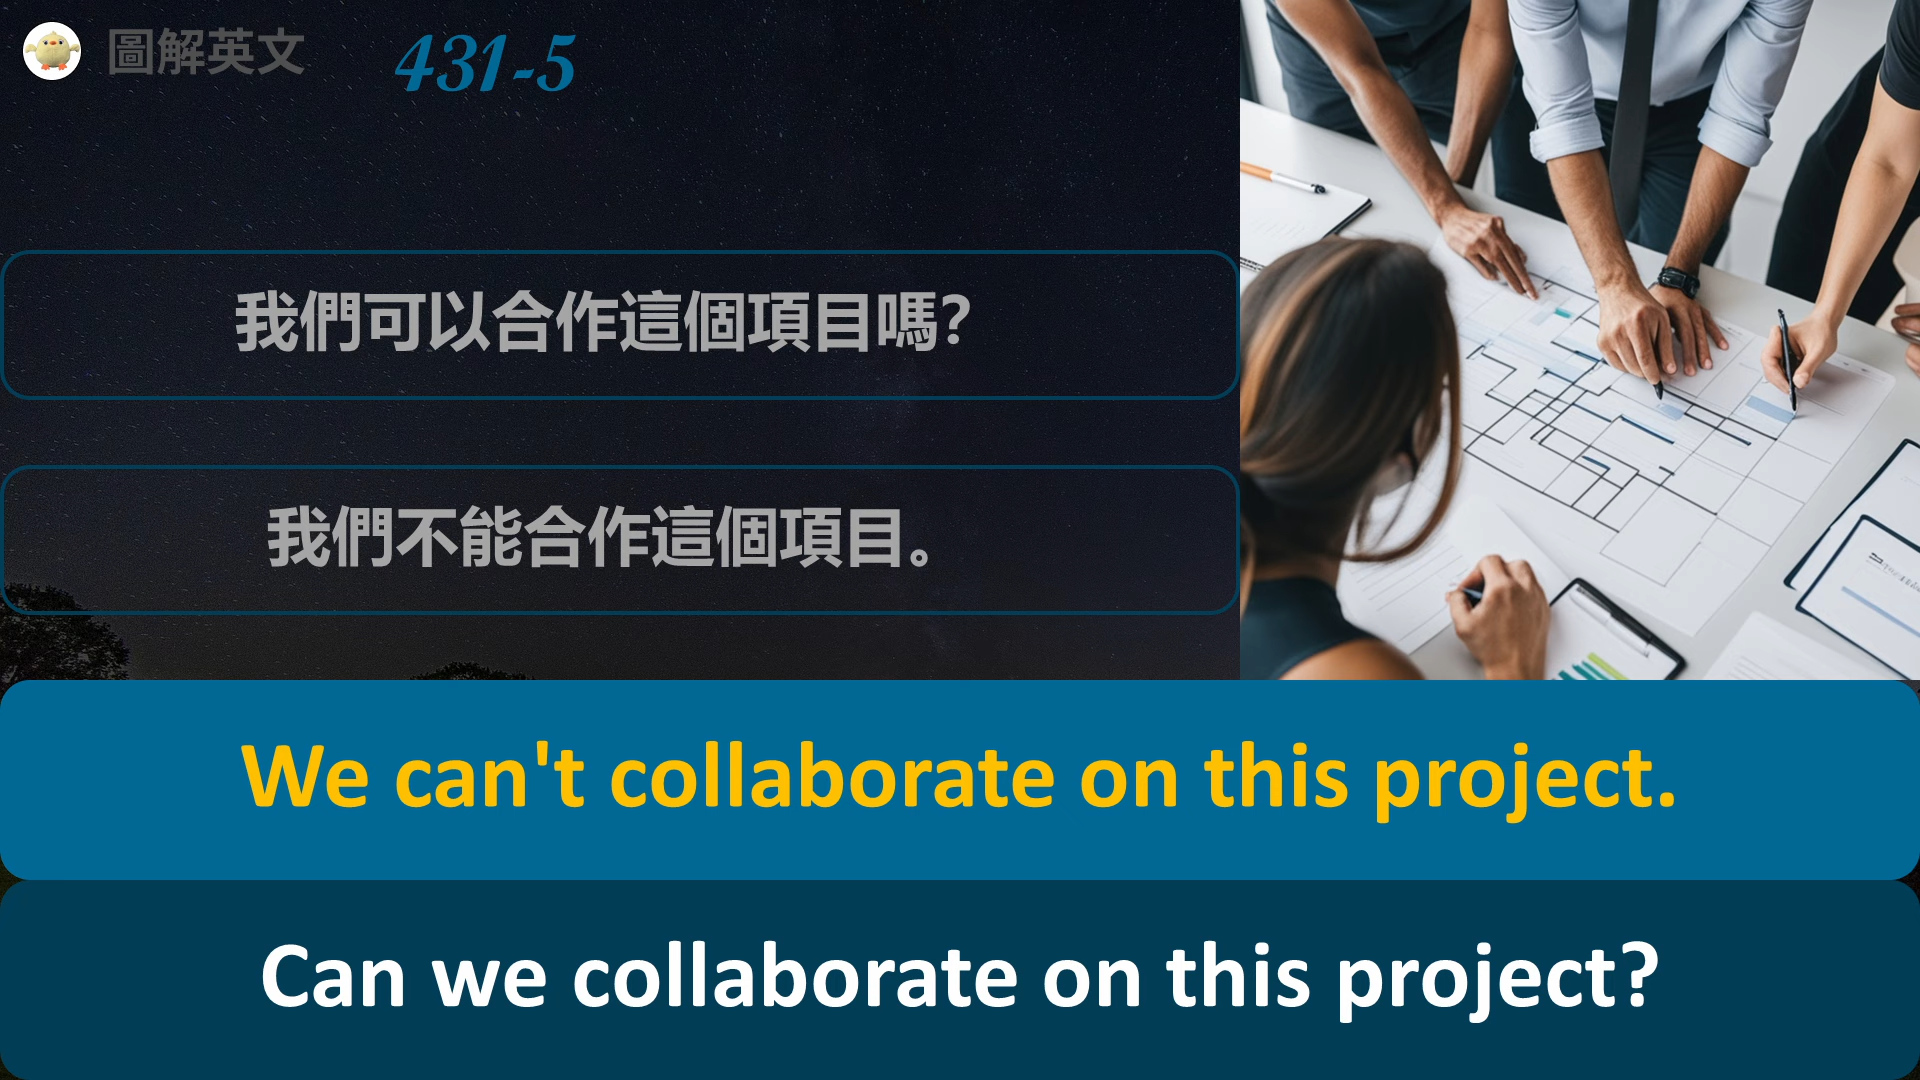 圖解英文
431-5
我們可以合作這個項目嗎?
我們不能合作這個項目。
We can't collaborate on this project.
Can we collaborate on this project?